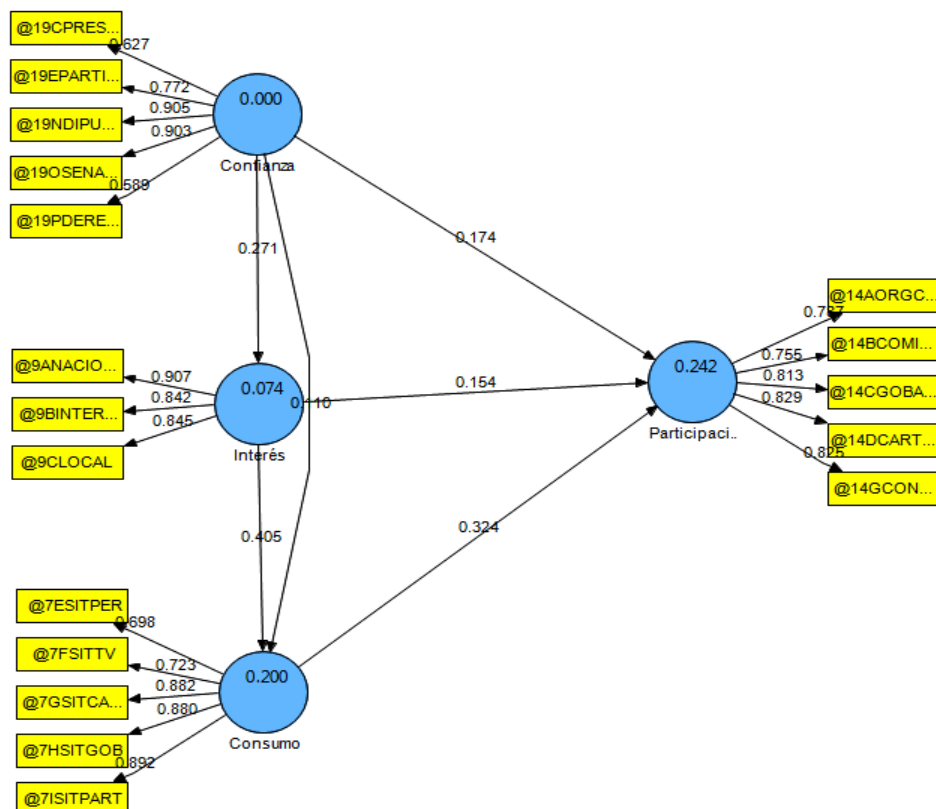 @19CPRES...
0.627
@19EPARTI...
0.772
@19NDIPU...
0.905
@19OSENA...
0.903
@19PDERE...
0.589
0.000
Confianza
0.271
0.174
0.110
@9ANACIO...
0.907
@9BINTER...
0.842
@9CLOCAL
0.845
0.074
Interés
0.154
0.405
0.324
@7ESITPER
0.698
@7FSITTV
0.723
@7GSITCA...
0.882
@7HSITGOB
0.880
@7ISITPART
0.892
0.200
Consumo
0.242
Participaci..
@14AORGC...
@14BCOMI...
0.755
@14CGOBA...
0.813
@14DCART...
0.829
@14GCON...
0.825